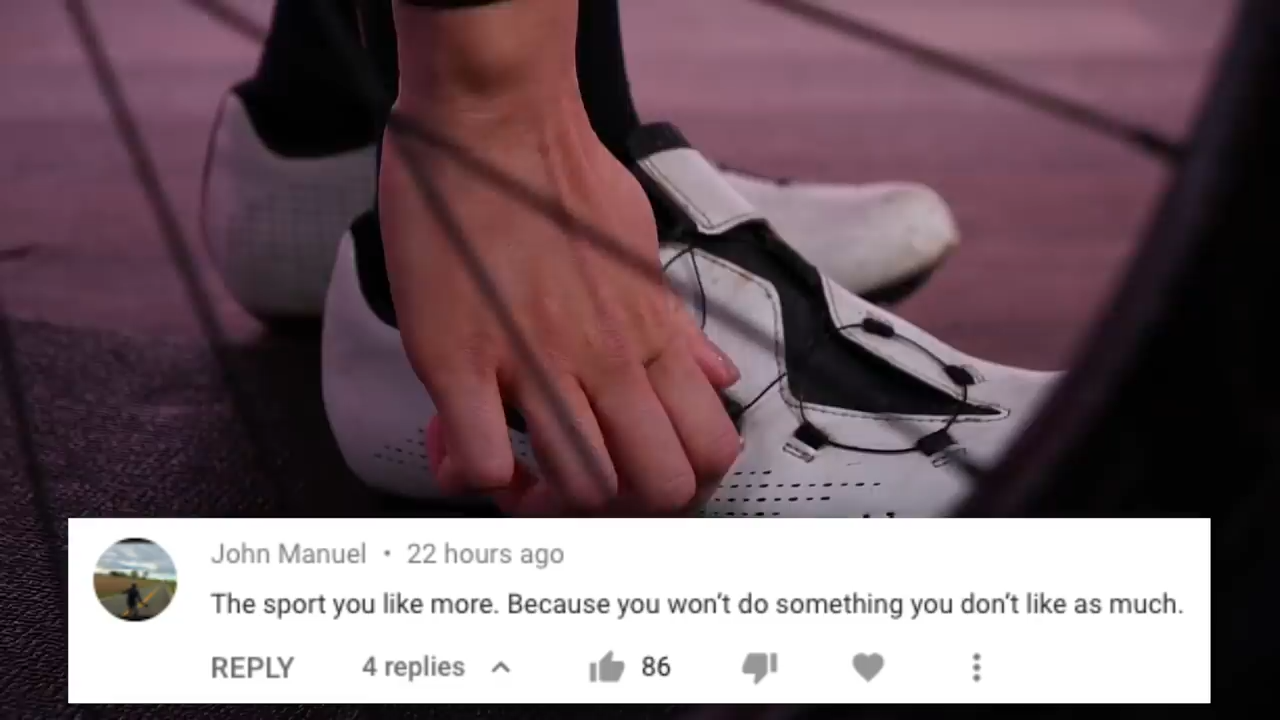 John Manuel • 22 hours ago
The sport you like more. Because you won't do something you don't like as much.
REPLY 4 replies 86